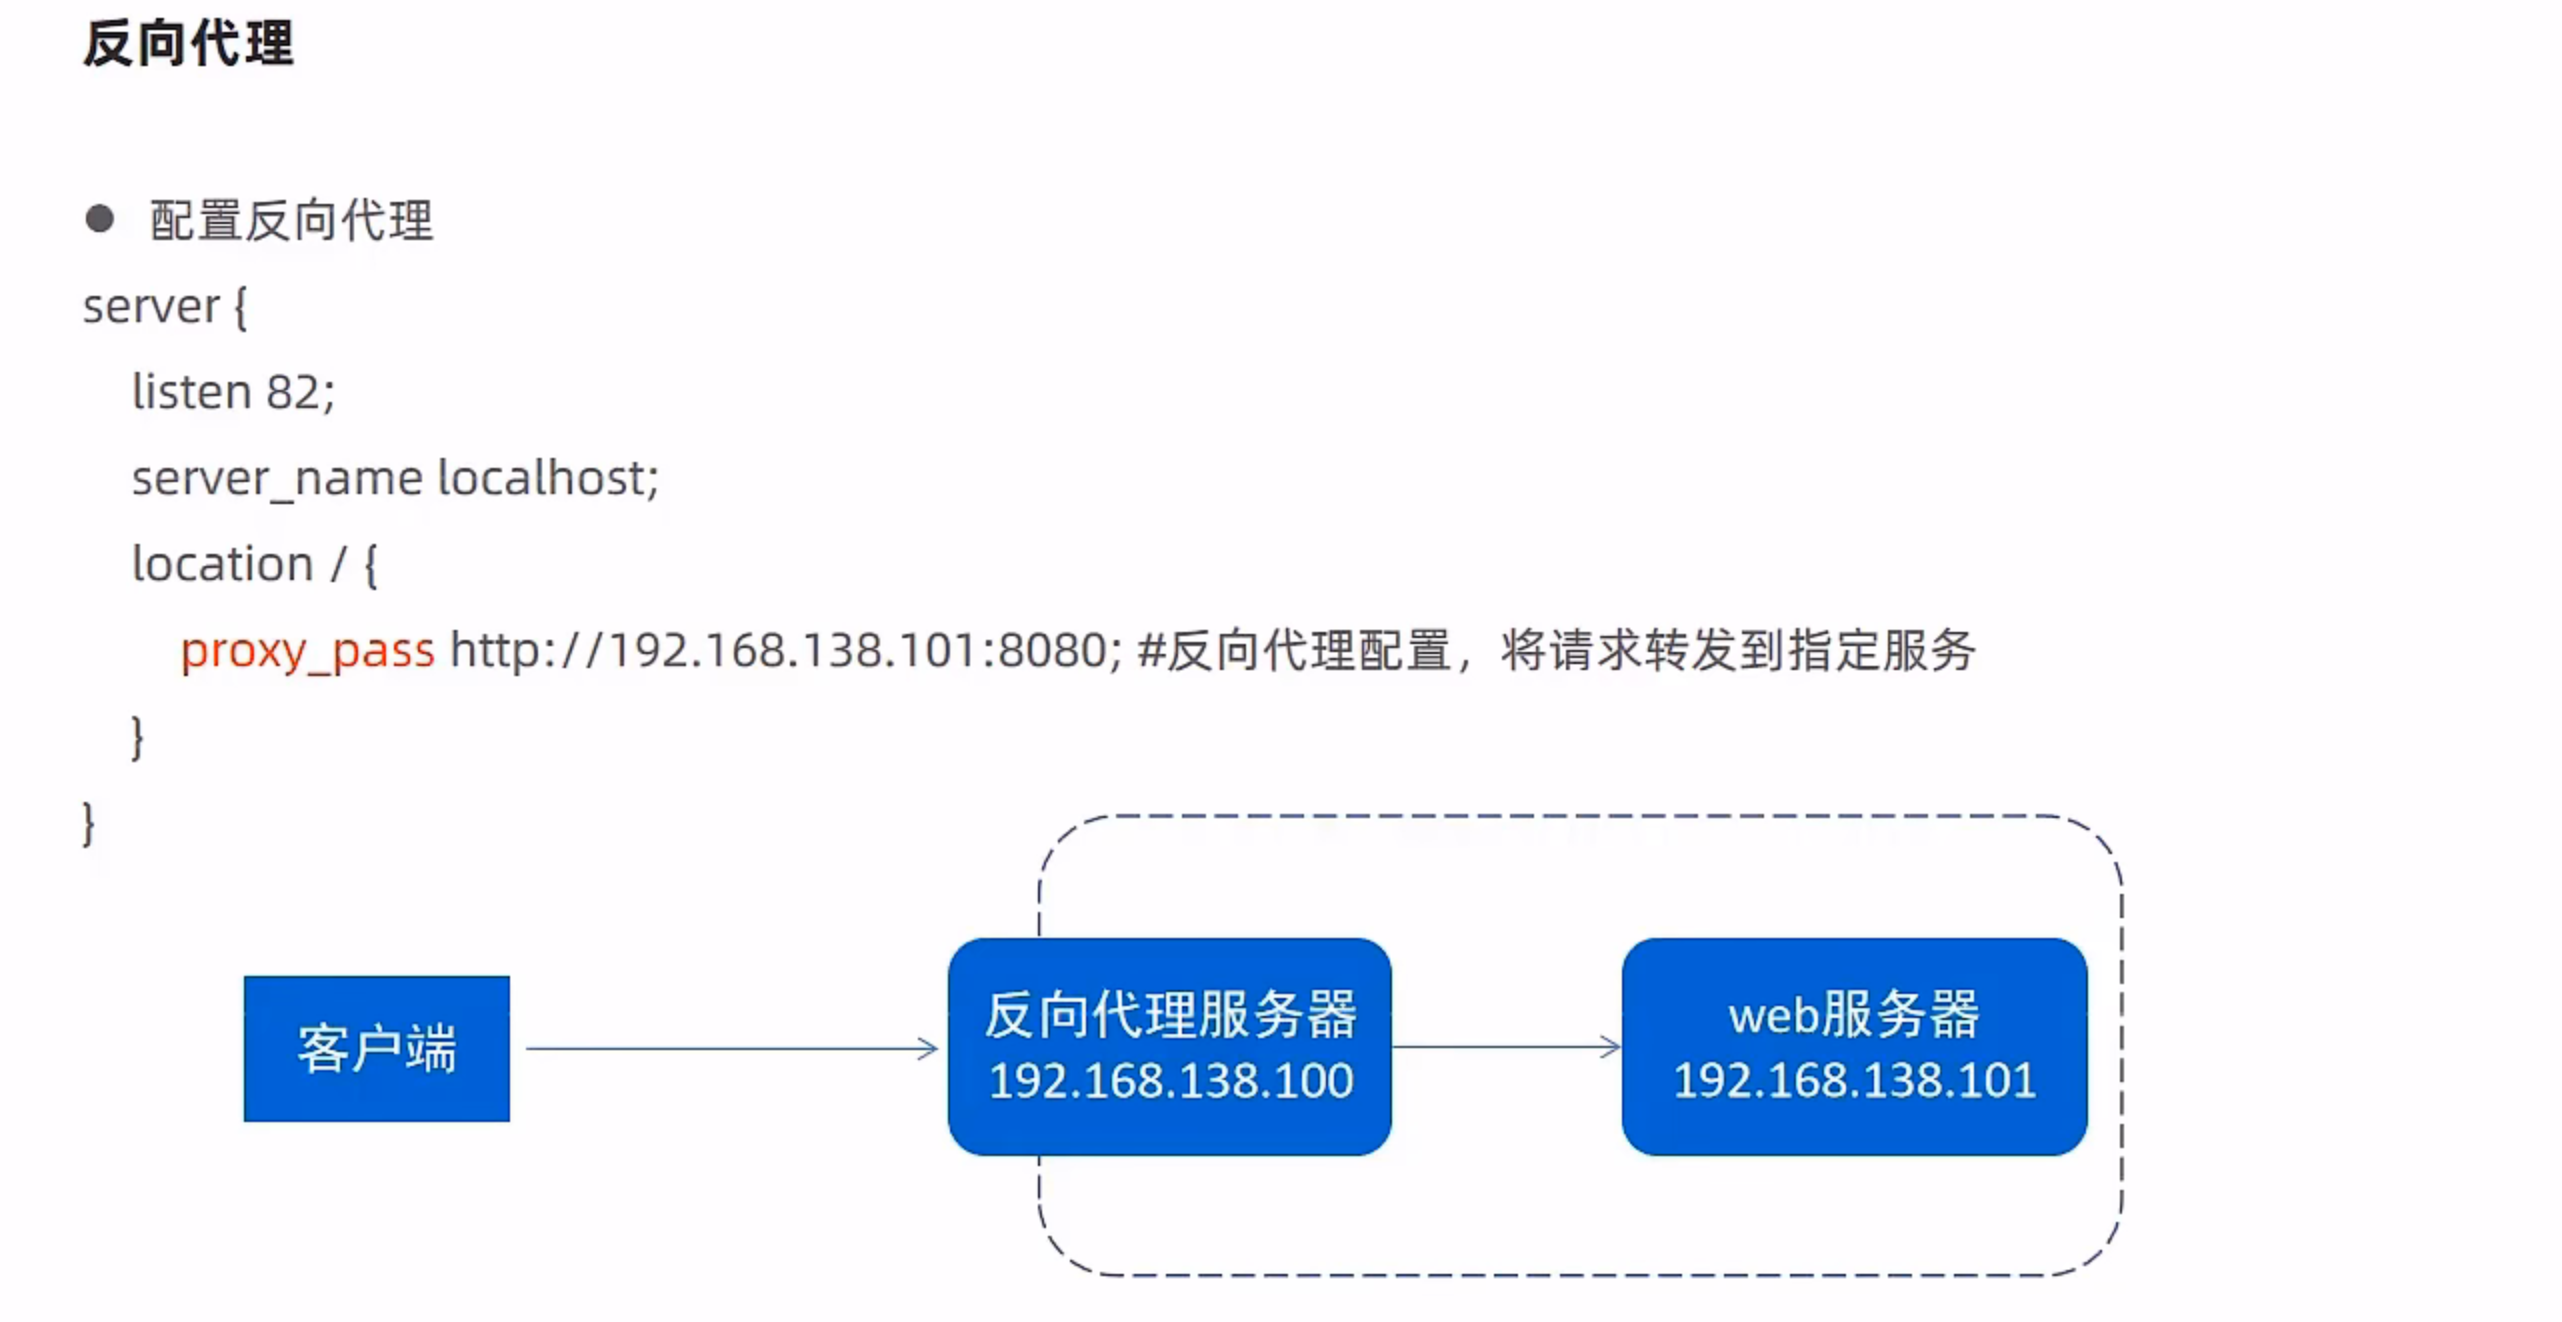 反向代理
● 配置反向代理
server {
    listen 82;
    server_name localhost;
    location / {
        proxy_pass http://192.168.138.101:8080; #反向代理配置，将请求转发到指定服务
    }
}
客户端
反向代理服务器
192.168.138.100
web服务器
192.168.138.101